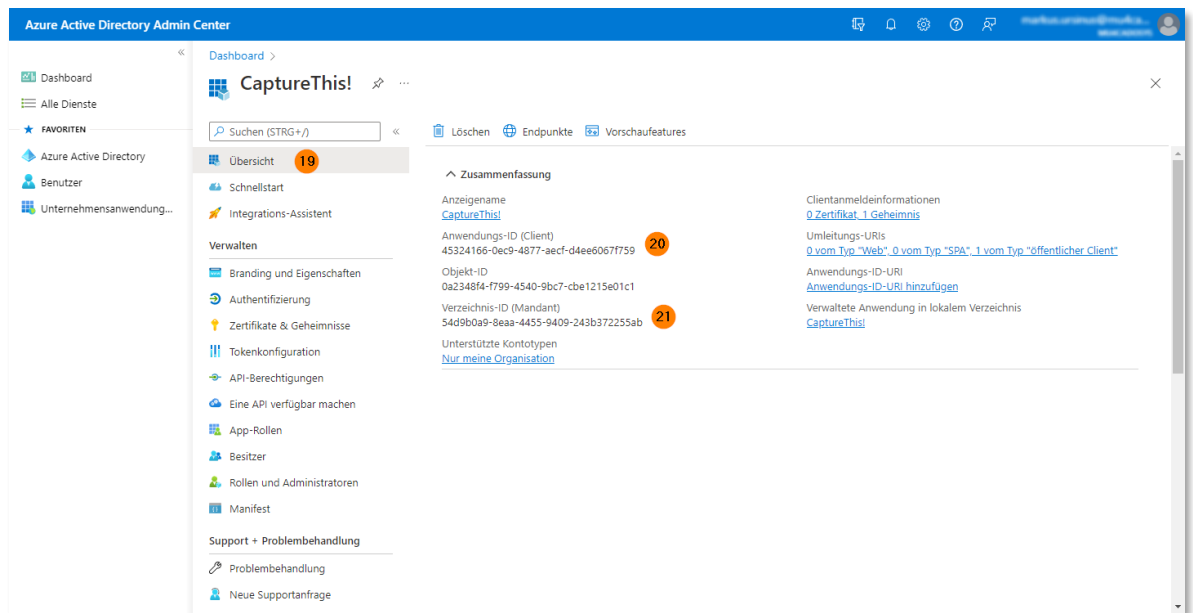 Azure Active Directory Admin Center
Dashboard
Alle Dienste
FAVORITEN
Azure Active Directory
Benutzer
Unternehmensanwendung...
Dashboard >
CaptureThis!
Suchen (STRG+/)
Übersicht 19
Schnellstart
Integrations-Assistent
Verwalten
Branding und Eigenschaften
Authentifizierung
Zertifikate & Geheimnisse
Tokenkonfiguration
API-Berechtigungen
Eine API verfügbar machen
App-Rollen
Besitzer
Rollen und Administratoren
Manifest
Support + Problembehandlung
Problembehandlung
Neue Supportanfrage
Löschen Endpunkte Vorschaufeatures
Zusammenfassung
Anzeigename
CaptureThis!
Anwendungs-ID (Client)
45324166-0ec9-4877-aecf-d4ee6067f759 20
Objekt-ID
0a2348f4-f799-4540-9bc7-cbe1215e01c1
Verzeichnis-ID (Mandant)
54d9b0a9-8eaa-4455-9409-243b372255ab 21
Unterstützte Kontotypen
Nur meine Organisation
Clientanmeldeinformationen
0 Zertifikat, 1 Geheimnis
Umleitungs-URIs
0 vom Typ "Web", 0 vom Typ "SPA", 1 vom Typ "öffentlicher Client"
Anwendungs-ID-URI
Anwendungs-ID-URI hinzufügen
Verwaltete Anwendung in lokalem Verzeichnis
CaptureThis!